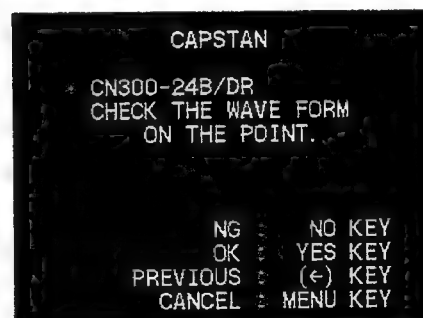 CAPSTAN
* CN300-24B/DR
CHECK THE WAVE FORM
ON THE POINT.
NG : NO KEY
OK : YES KEY
PREVIOUS : (←) KEY
CANCEL : MENU KEY